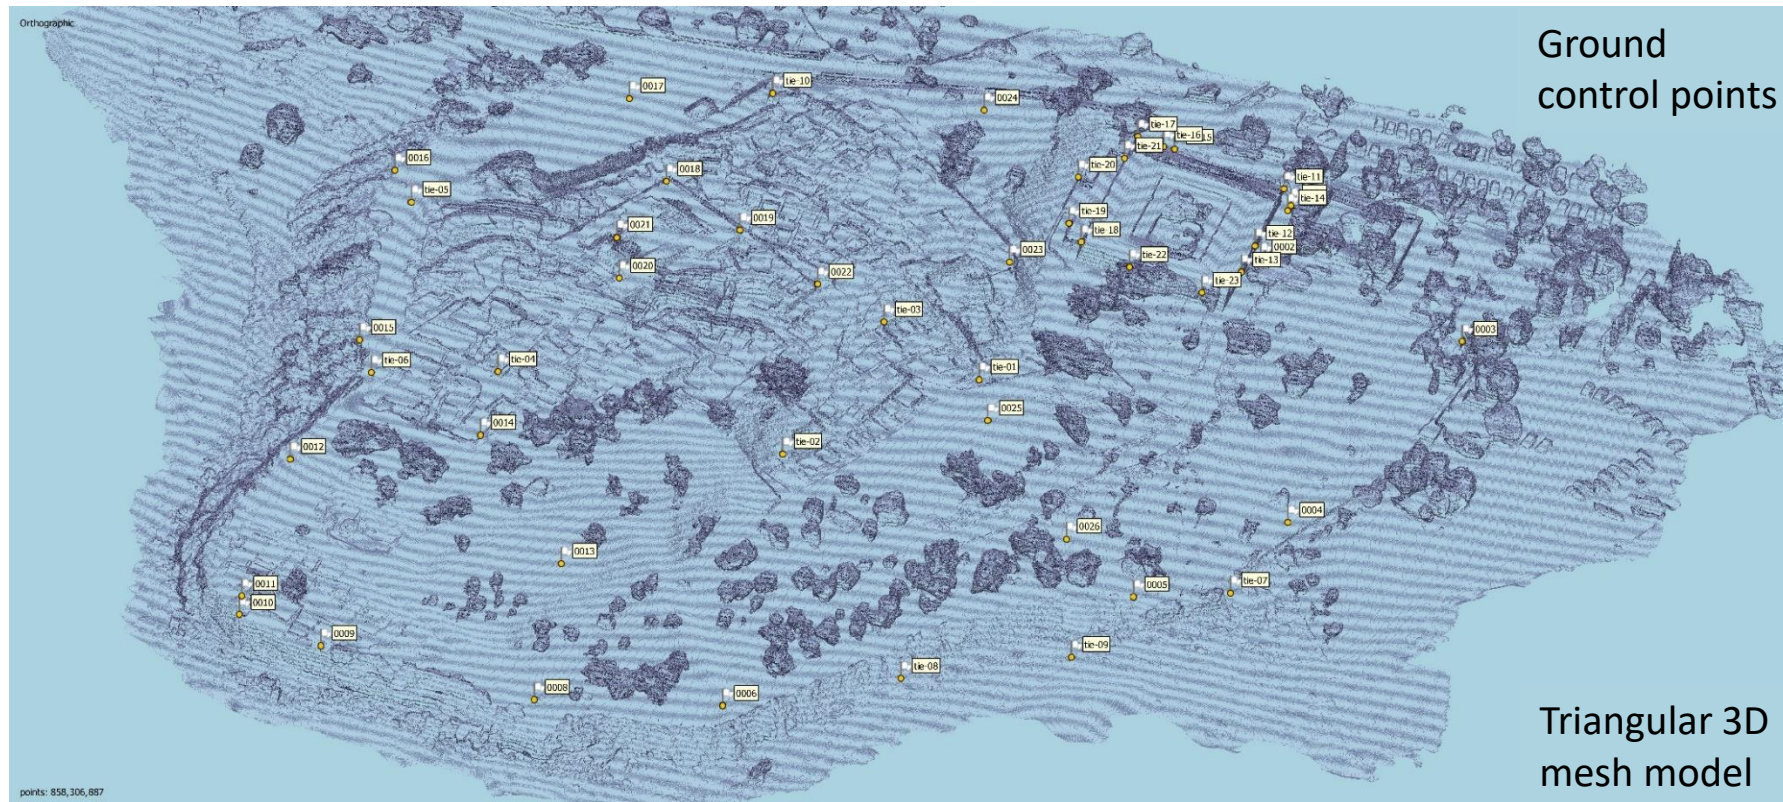 Orthographic
Ground
control points
0017
tie-10
0024
tie-17
tie-16
15
tie-21
0016
tie-20
0018
tie-11
tie-05
tie-14
tie-19
0019
0021
tie-18
tie-12
0002
0023
tie-22
tie-13
0020
0022
tie-23
tie-03
0015
0003
tie-06
tie-04
tie-01
0025
0014
tie-02
0012
0004
0026
0013
tie-07
0011
0005
0010
0009
tie-09
tie-08
0008
0006
Triangular 3D
mesh model
points: 858,306,887